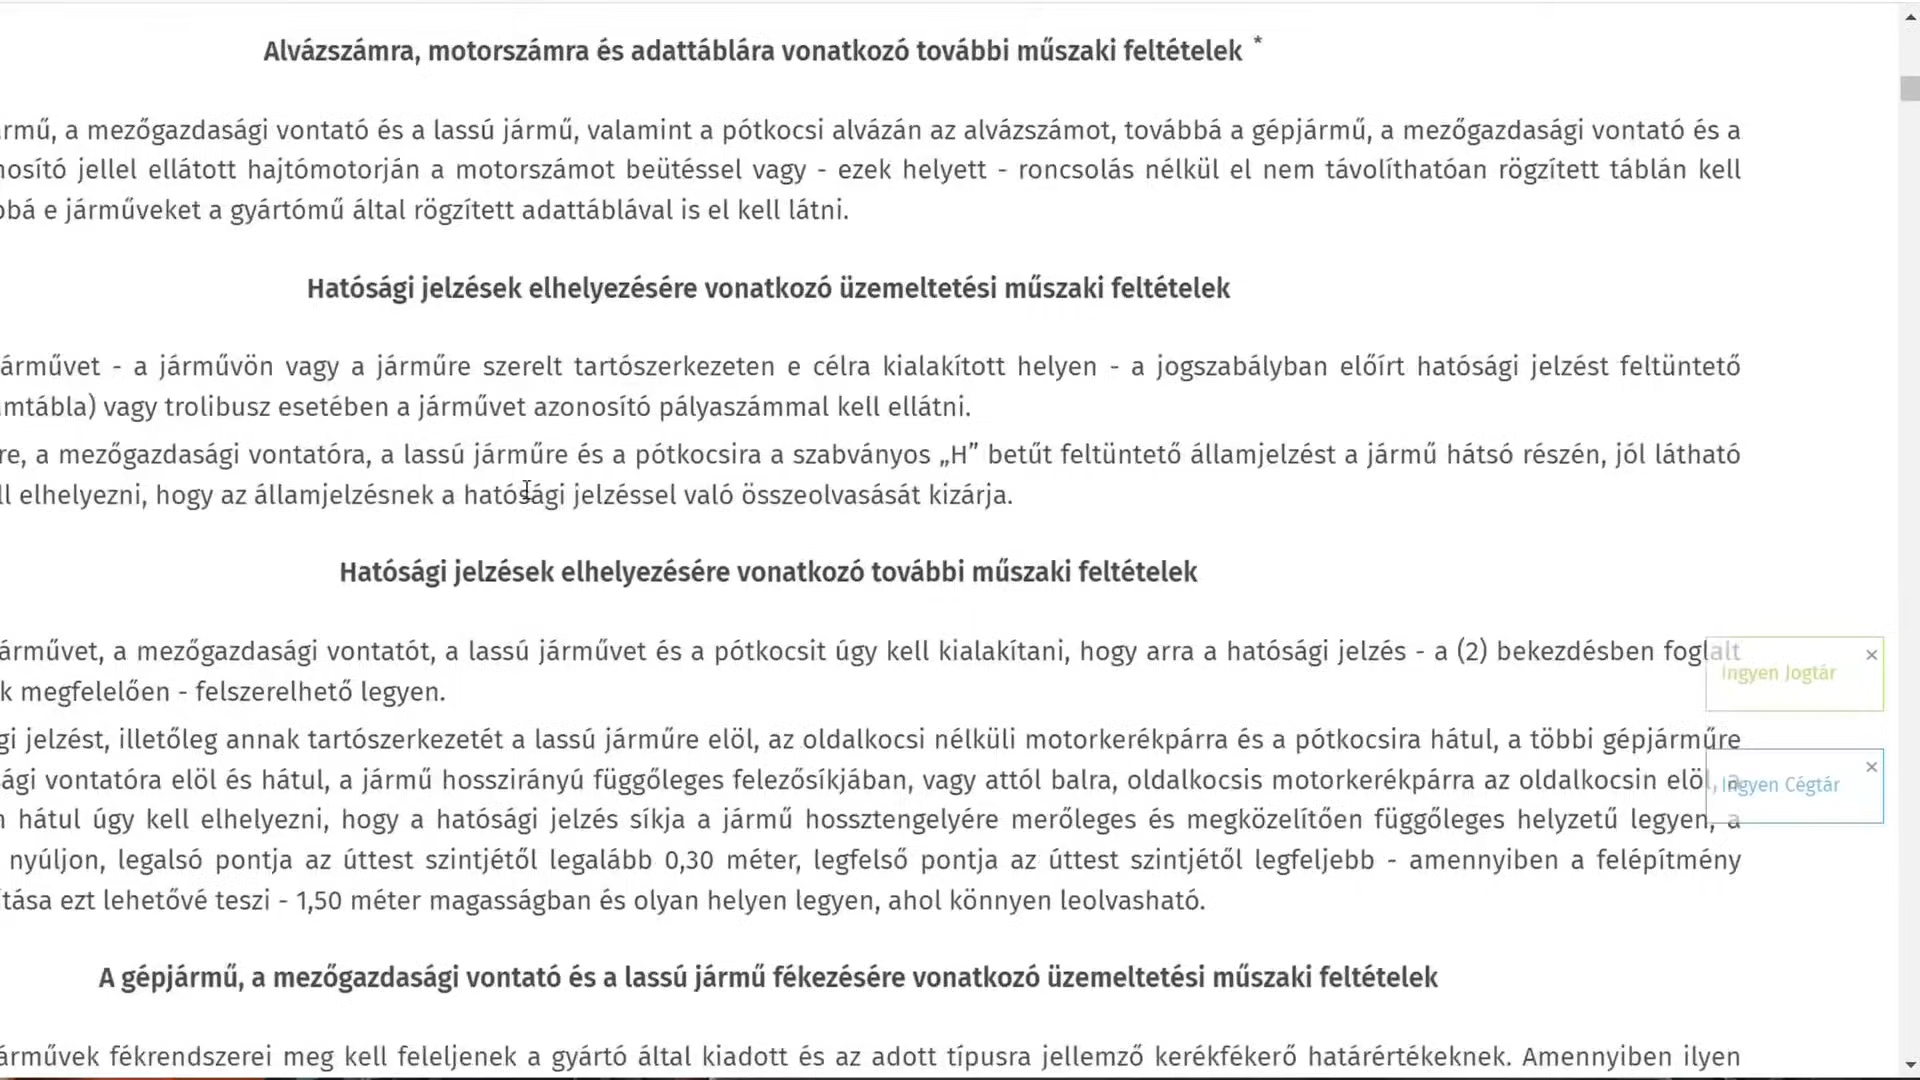 Alvázszámra, motorszámra és adattáblára vonatkozó további műszaki feltételek *
a mezőgazdasági vontató és a lassú jármű, valamint a pótkocsi alvázán az alvázszámot, továbbá a gépjármű, a mezőgazdasági vontató és a
jellel ellátott hajtómotorján a motorszámot beütéssel vagy - ezek helyett - roncsolás nélkül el nem távolíthatóan rögzített táblán kell
e járműveket a gyártómű által rögzített adattáblával is el kell látni.
Hatósági jelzések elhelyezésére vonatkozó üzemeltetési műszaki feltételek
árművet - a járművön vagy a járműre szerelt tartószerkezeten e célra kialakított helyen - a jogszabályban előírt hatósági jelzést feltüntető
mtábla) vagy trolibusz esetében a járművet azonosító pályaszámmal kell ellátni.
re, a mezőgazdasági vontatóra, a lassú járműre és a pótkocsira a szabványos „H” betűt feltüntető államjelzést a jármű hátsó részén, jól látható
ll elhelyezni, hogy az államjelzésnek a hatósági jelzéssel való összeolvasását kizárja.
Hatósági jelzések elhelyezésére vonatkozó további műszaki feltételek
árművet, a mezőgazdasági vontatót, a lassú járművet és a pótkocsit úgy kell kialakítani, hogy arra a hatósági jelzés - a (2) bekezdésben foglalt
k megfelelően - felszerelhető legyen.
gi jelzést, illetőleg annak tartószerkezetét a lassú járműre elöl, az oldalkocsi nélküli motorkerékpárra és a pótkocsira hátul, a többi gépjárműre
sági vontatóra elöl és hátul, a jármű hosszirányú függőleges felezősíkjában, vagy attól balra, oldalkocsis motorkerékpárra az oldalkocsin elöl, a
hátul úgy kell elhelyezni, hogy a hatósági jelzés síkja a jármű hossztengelyére merőleges és megközelítően függőleges helyzetű legyen, a
nyúljon, legalsó pontja az úttest szintjétől legalább 0,30 méter, legfelső pontja az úttest szintjétől legfeljebb - amennyiben a felépítmény
ítása ezt lehetővé teszi - 1,50 méter magasságban és olyan helyen legyen, ahol könnyen leolvasható.
A gépjármű, a mezőgazdasági vontató és a lassú jármű fékezésére vonatkozó üzemeltetési műszaki feltételek
árművek fékrendszerei meg kell feleljenek a gyártó által kiadott és az adott típusra jellemző kerékfékerő határértékeknek. Amennyiben ilyen
Ingyen Jogtár
Ingyen Cégtár